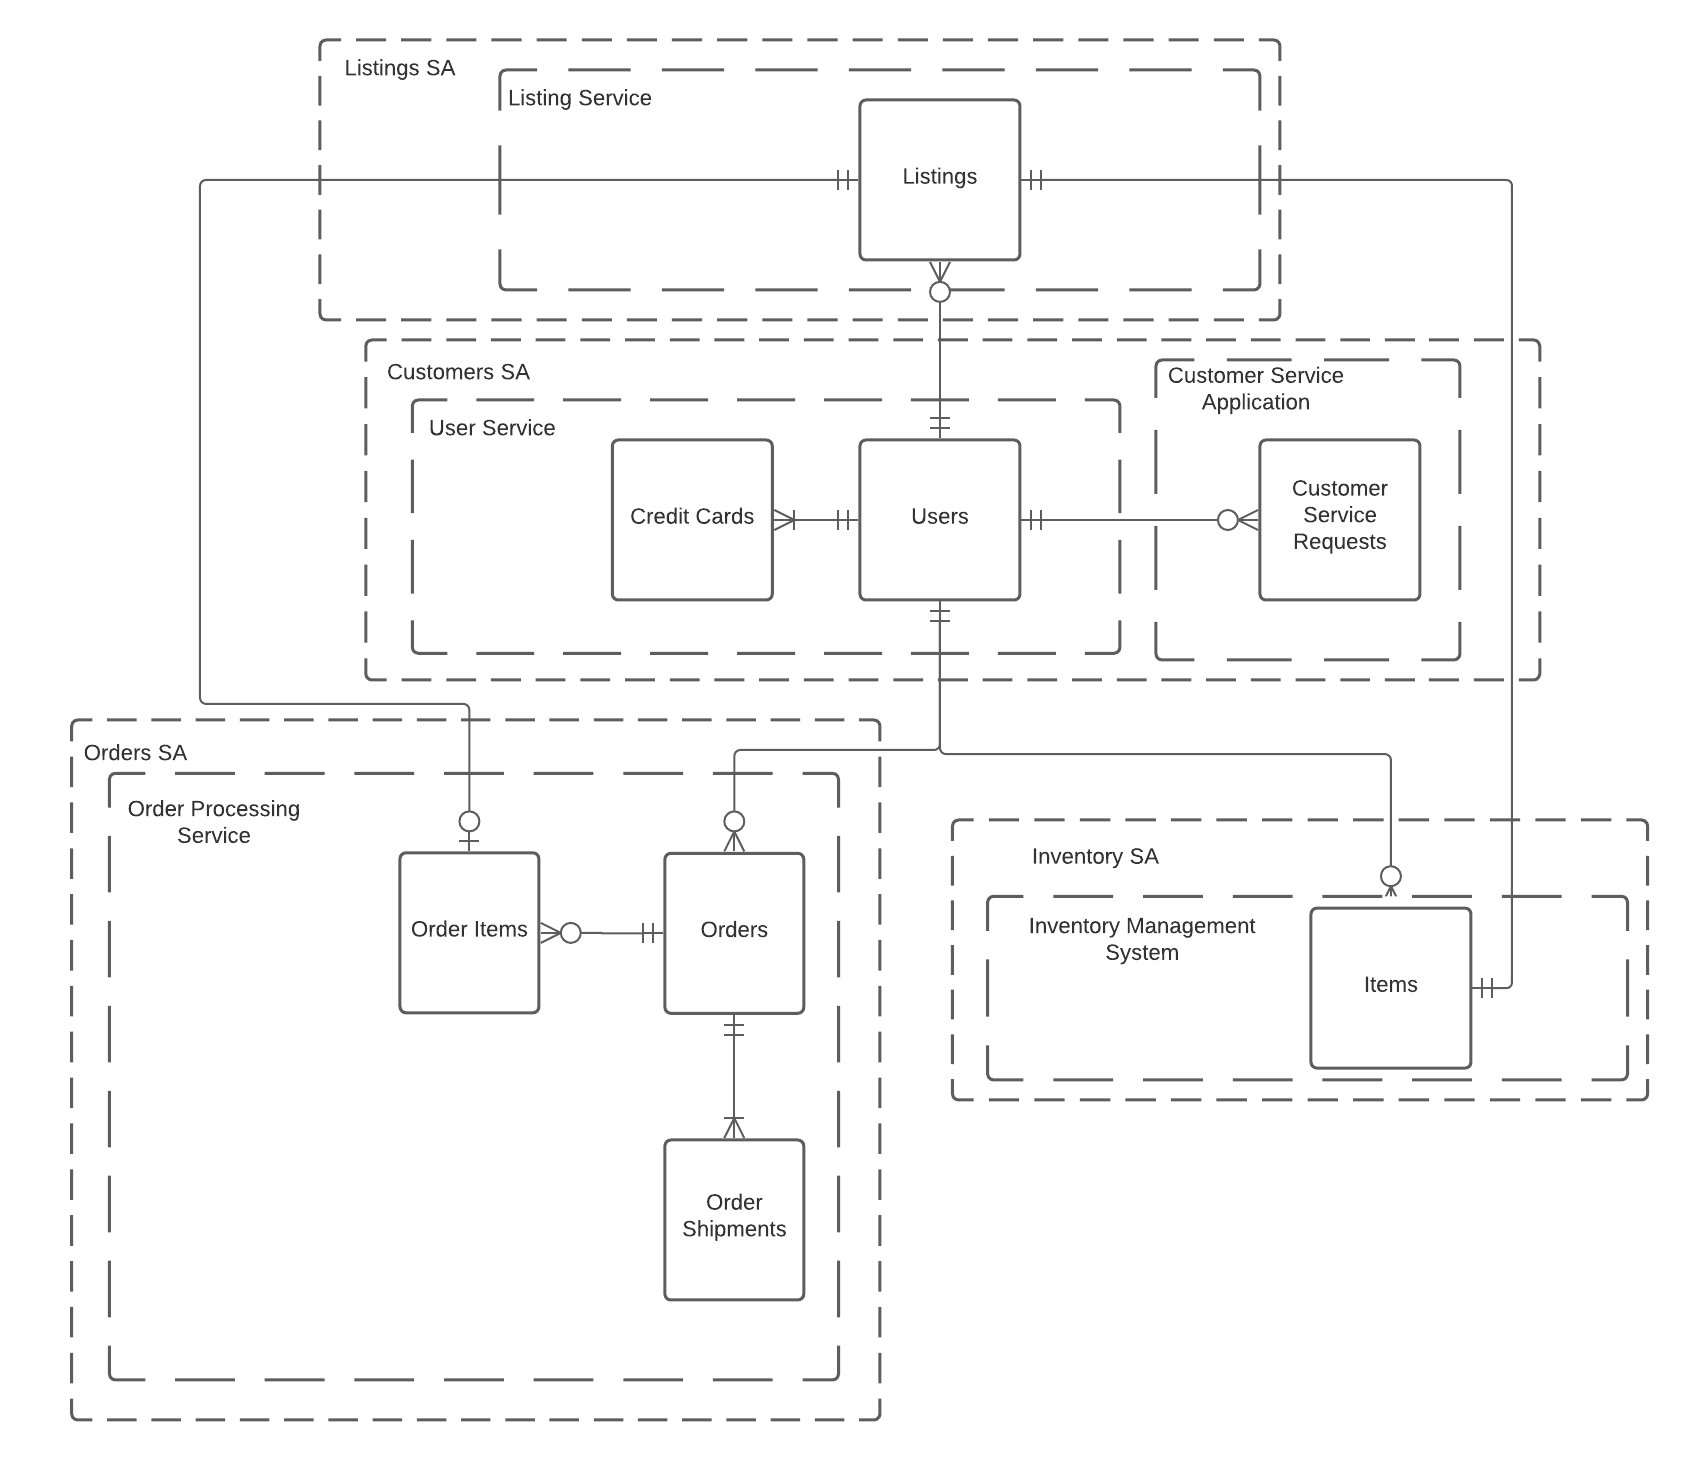 Listings SA
Listing Service
Listings
Customers SA
User Service
Credit Cards
Users
Customer Service
Application
Customer
Service
Requests
Orders SA
Order Processing
Service
Order Items
Orders
Order
Shipments
Inventory SA
Inventory Management
System
Items